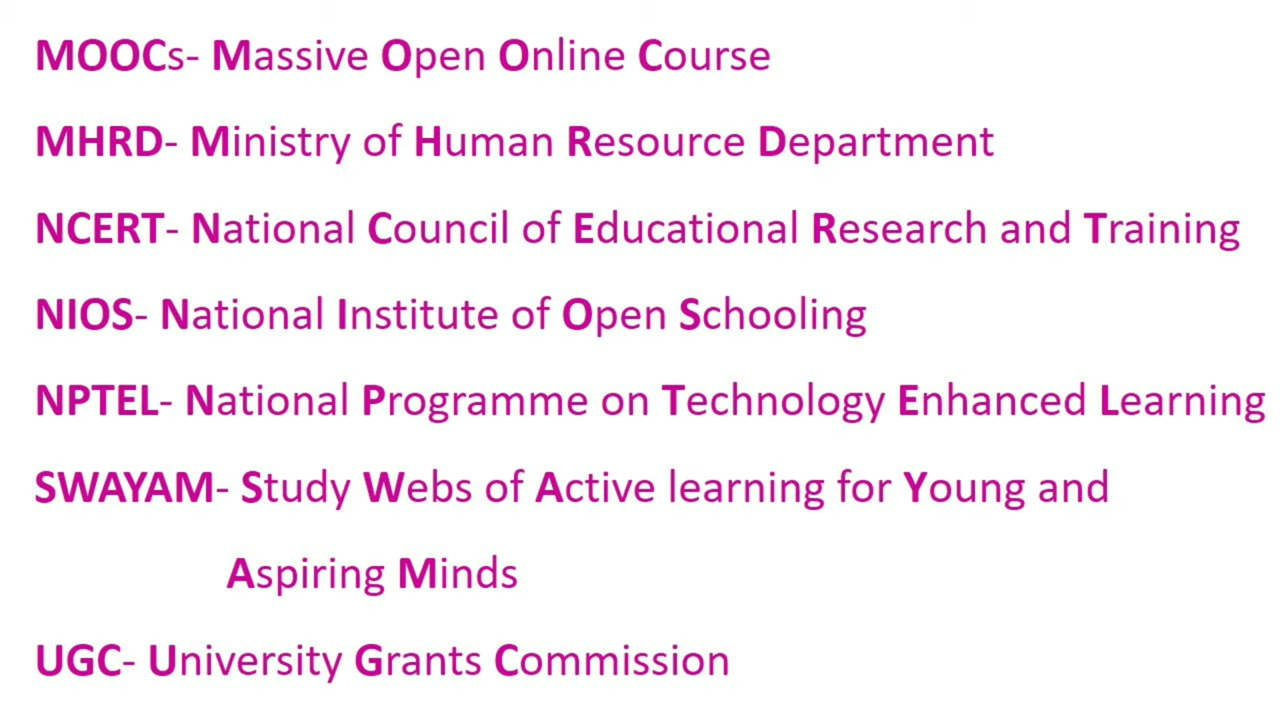 MOOCs- Massive Open Online Course
MHRD- Ministry of Human Resource Department
NCERT- National Council of Educational Research and Training
NIOS- National Institute of Open Schooling
NPTEL- National Programme on Technology Enhanced Learning
SWAYAM- Study Webs of Active learning for Young and
Aspiring Minds
UGC- University Grants Commission